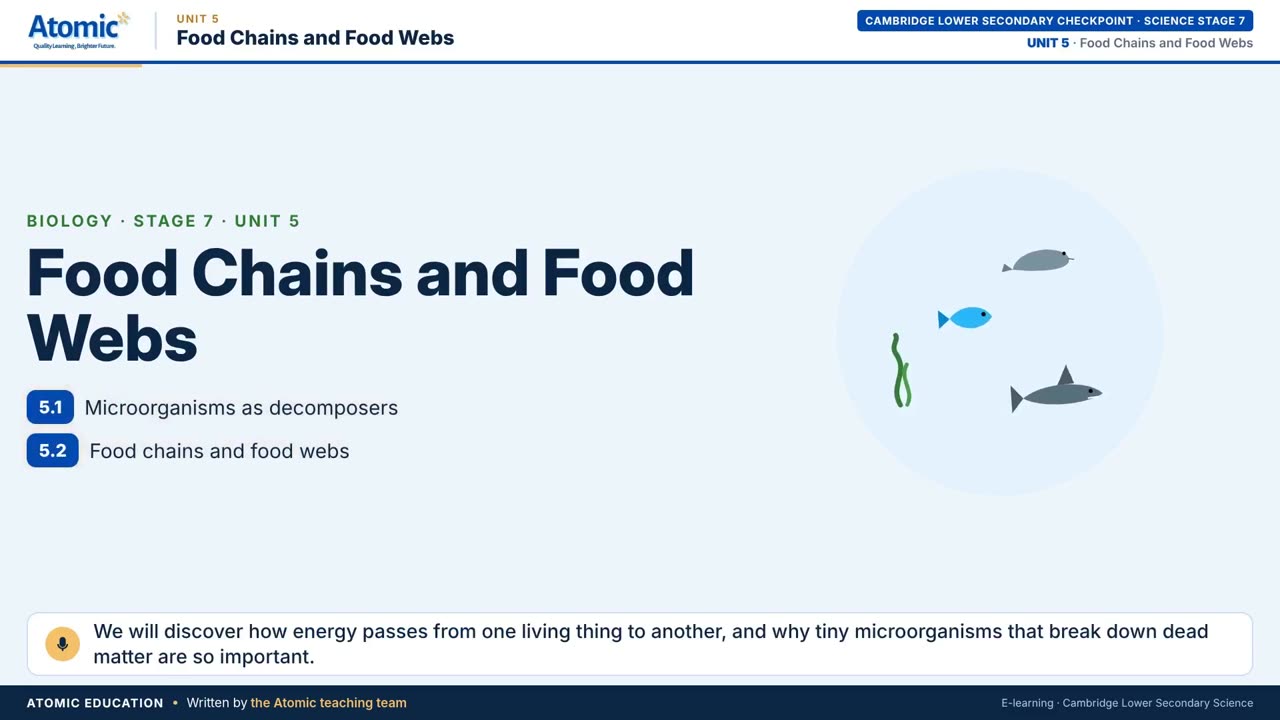 Atomic
Quality Learning, Brighter Future.
UNIT 5
Food Chains and Food Webs
CAMBRIDGE LOWER SECONDARY CHECKPOINT · SCIENCE STAGE 7
UNIT 5 · Food Chains and Food Webs
BIOLOGY · STAGE 7 · UNIT 5
Food Chains and Food
Webs
5.1 Microorganisms as decomposers
5.2 Food chains and food webs
We will discover how energy passes from one living thing to another, and why tiny microorganisms that break down dead
matter are so important.
ATOMIC EDUCATION • Written by the Atomic teaching team
E-learning · Cambridge Lower Secondary Science